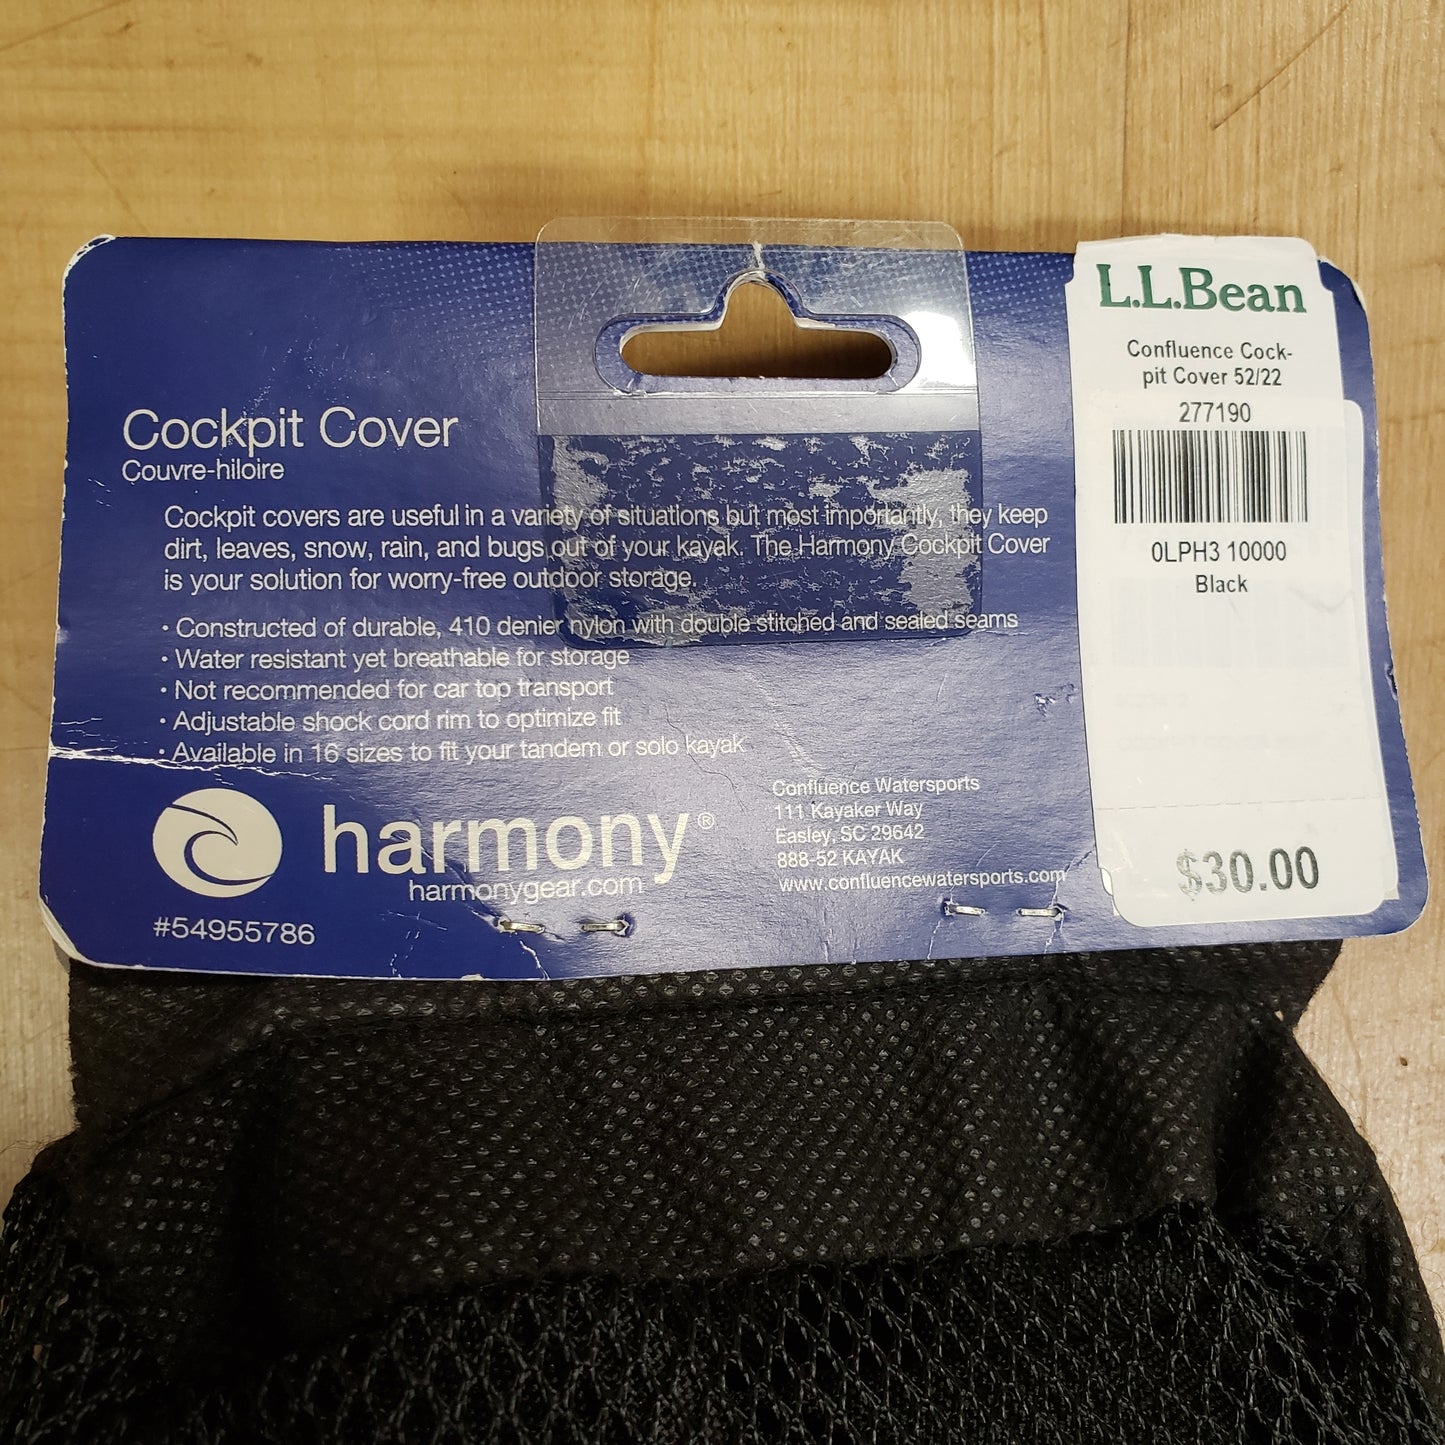 Cockpit Cover
Couvre-hiloire
Cockpit covers are useful in a variety of situations but most importantly, they keep
dirt, leaves, snow, rain, and bugs out of your kayak. The Harmony Cockpit Cover
is your solution for worry-free outdoor storage.
• Constructed of durable, 410 denier nylon with double stitched and sealed seams
• Water resistant yet breathable for storage
• Not recommended for car top transport
• Adjustable shock cord rim to optimize fit
• Available in 16 sizes to fit your tandem or solo kayak
harmony®
harmonygear.com
#54955786
Confluence Watersports
111 Kayaker Way
Easley, SC 29642
888-52 KAYAK
www.confluencewatersports.com
L.L.Bean
Confluence Cock-
pit Cover 52/22
277190
0LPH3 10000
Black
$30.00